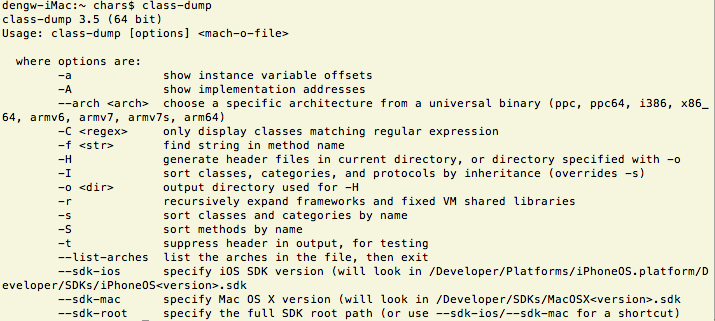 dengw-iMac:~ chars$ class-dump
class-dump 3.5 (64 bit)
Usage: class-dump [options] <mach-o-file>
where options are:
-a show instance variable offsets
-A show implementation addresses
--arch <arch> choose a specific architecture from a universal binary (ppc, ppc64, i386, x86_
64, armv6, armv7, armv7s, arm64)
-C <regex> only display classes matching regular expression
-f <str> find string in method name
-H generate header files in current directory, or directory specified with -o
-I sort classes, categories, and protocols by inheritance (overrides -s)
-o <dir> output directory used for -H
-r recursively expand frameworks and fixed VM shared libraries
-s sort classes and categories by name
-S sort methods by name
-t suppress header in output, for testing
--list-arches list the arches in the file, then exit
--sdk-ios specify iOS SDK version (will look in /Developer/Platforms/iPhoneOS.platform/D
eveloper/SDKs/iPhoneOS<version>.sdk
--sdk-mac specify Mac OS X version (will look in /Developer/SDKs/MacOSX<version>.sdk
--sdk-root specify the full SDK root path (or use --sdk-ios/--sdk-mac for a shortcut)